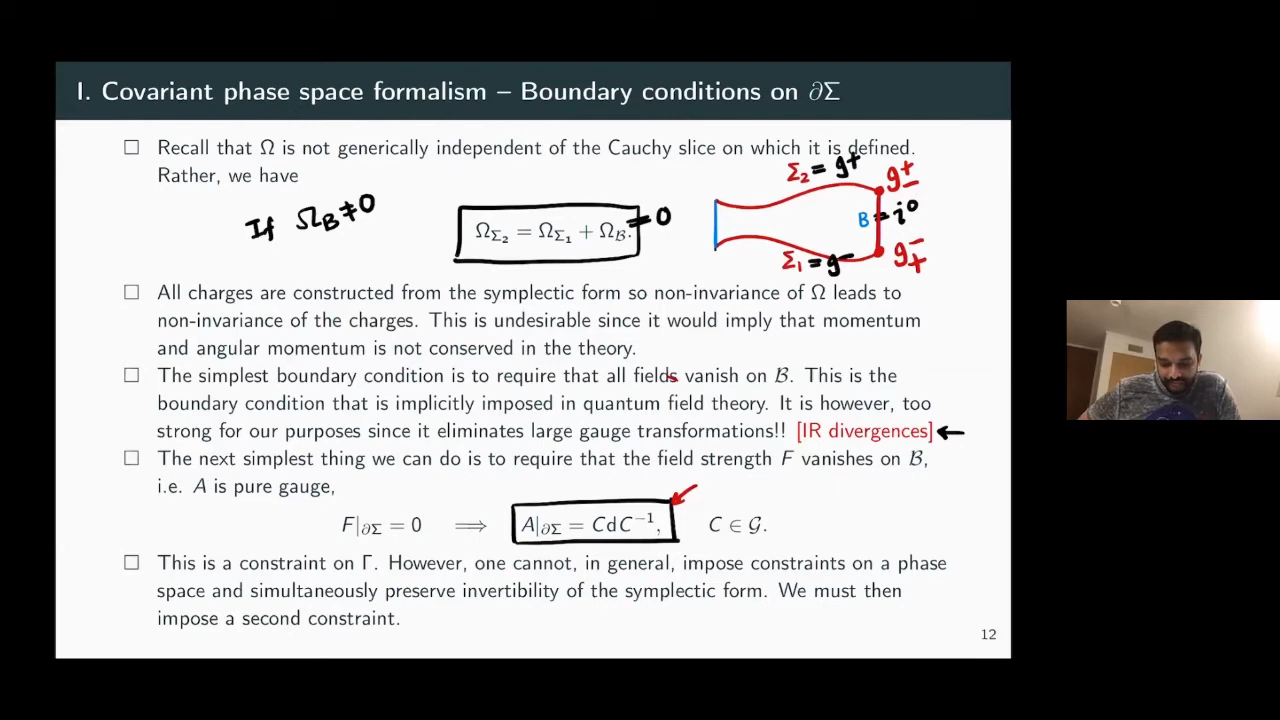 I. Covariant phase space formalism – Boundary conditions on ∂Σ
□ Recall that Ω is not generically independent of the Cauchy slice on which it is defined.
Rather, we have
If Ω_B ≠ 0
Ω_Σ₂ = Ω_Σ₁ + Ω_𝓑. = 0
Σ₂ = 𝓘⁺
𝓘⁺₋
B = i⁰
Σ₁ = 𝓘⁻
𝓘⁻₊
□ All charges are constructed from the symplectic form so non-invariance of Ω leads to
non-invariance of the charges. This is undesirable since it would imply that momentum
and angular momentum is not conserved in the theory.
□ The simplest boundary condition is to require that all fields vanish on 𝓑. This is the
boundary condition that is implicitly imposed in quantum field theory. It is however, too
strong for our purposes since it eliminates large gauge transformations!! [IR divergences] ←
□ The next simplest thing we can do is to require that the field strength F vanishes on 𝓑,
i.e. A is pure gauge,
F|∂Σ = 0 ⟹ A|∂Σ = CdC⁻¹, C ∈ 𝒢.
□ This is a constraint on Γ. However, one cannot, in general, impose constraints on a phase
space and simultaneously preserve invertibility of the symplectic form. We must then
impose a second constraint.
12